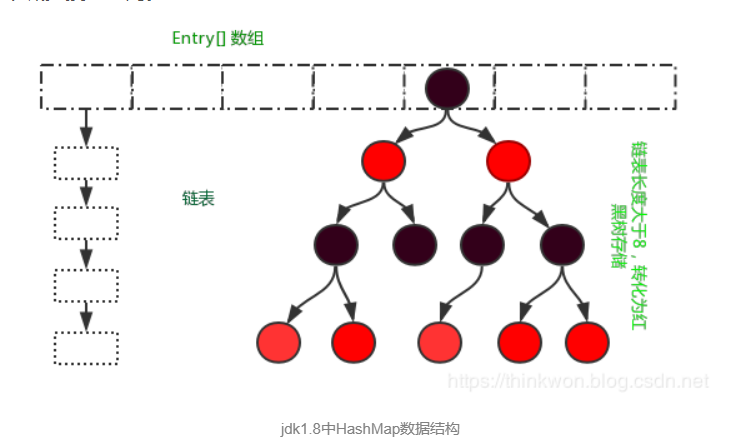 Entry[] 数组
链表
链表长度大于8，转化为红
黑树存储
https://thinkwon.blog.csdn.net
jdk1.8中HashMap数据结构